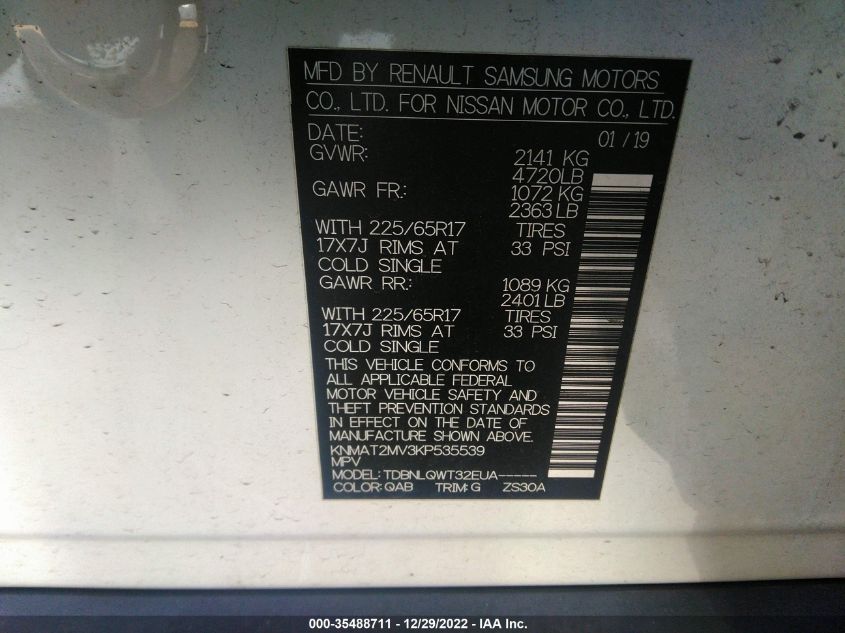 MFD BY RENAULT SAMSUNG MOTORS
CO., LTD. FOR NISSAN MOTOR CO., LTD.
DATE: 01 / 19
GVWR: 2141 KG
4720LB
GAWR FR.: 1072 KG
2363 LB
WITH 225/65R17 TIRES
17X7J RIMS AT 33 PSI
COLD SINGLE
GAWR RR.: 1089 KG
2401 LB
WITH 225/65R17 TIRES
17X7J RIMS AT 33 PSI
COLD SINGLE
THIS VEHICLE CONFORMS TO
ALL APPLICABLE FEDERAL
MOTOR VEHICLE SAFETY AND
THEFT PREVENTION STANDARDS
IN EFFECT ON THE DATE OF
MANUFACTURE SHOWN ABOVE.
KNMAT2MV3KP535539
MPV
MODEL: TDBNLQWT32EUA-----
COLOR: QAB TRIM: G ZS30A
000-35488711 - 12/29/2022 - IAA Inc.